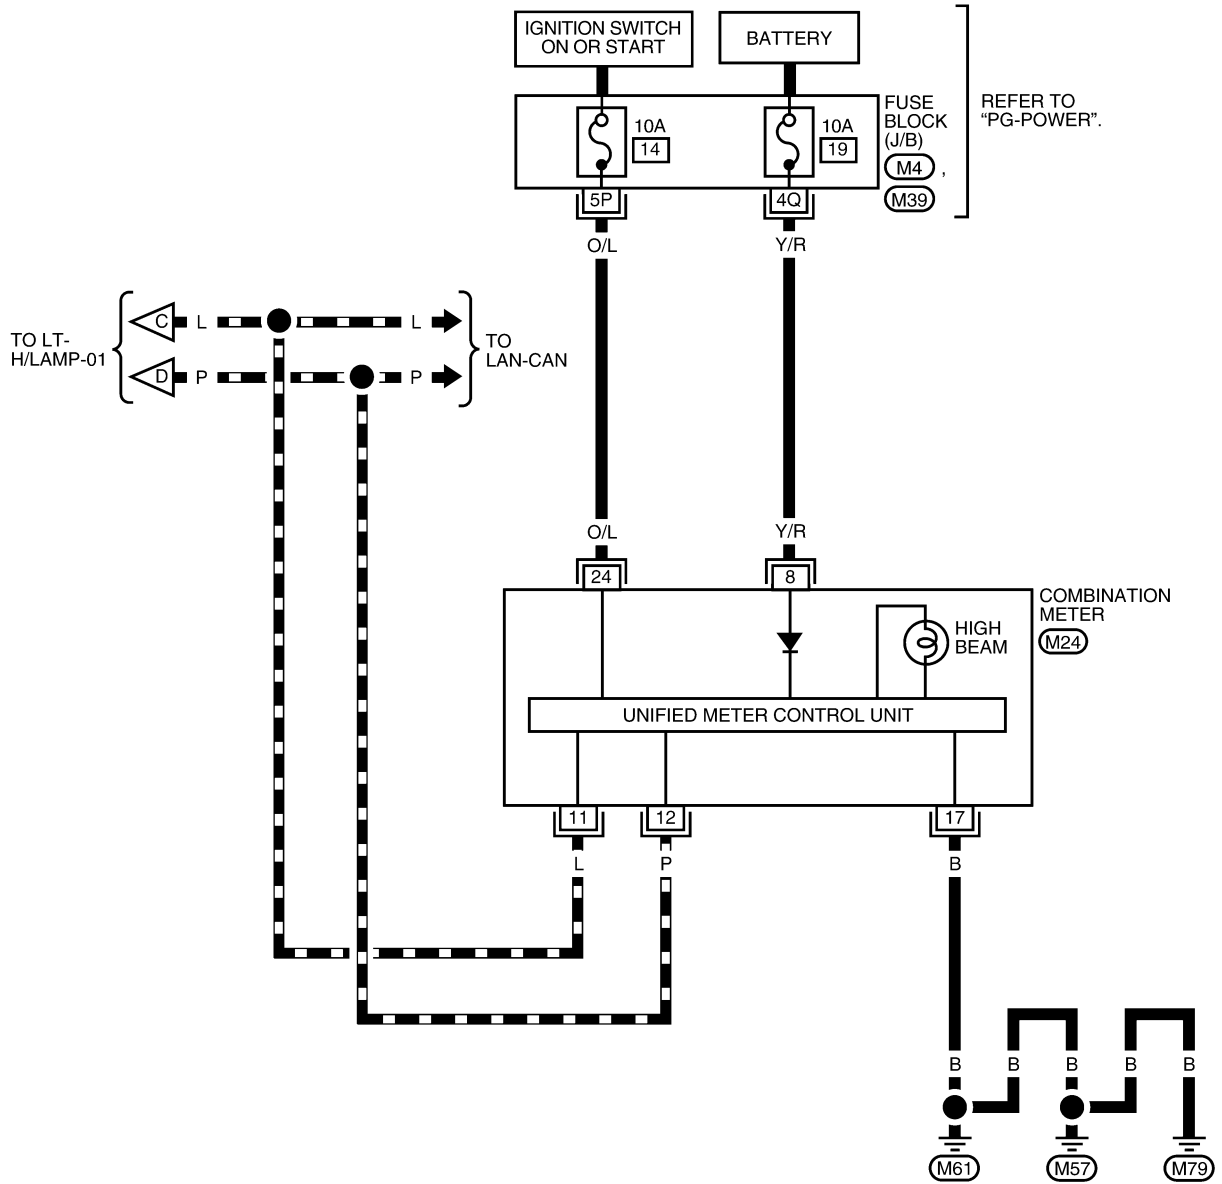 IGNITION SWITCH
ON OR START
BATTERY
FUSE
BLOCK
(J/B)
M4 ,
M39
REFER TO
“PG-POWER”.
10A
14
10A
19
5P
4Q
O/L
Y/R
TO LT-
H/LAMP-01
C
L
L
D
P
P
TO
LAN-CAN
O/L
Y/R
24
8
COMBINATION
METER
M24
HIGH
BEAM
UNIFIED METER CONTROL UNIT
11
12
17
L
P
B
B
B
B
B
B
M61
M57
M79